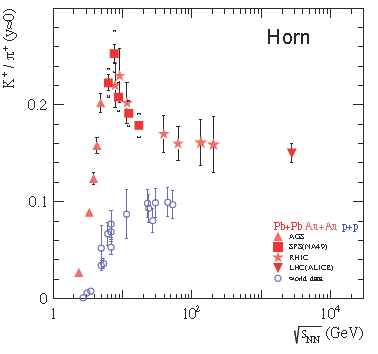 Horn
K⁺ / π⁺ (y≈0)
0.2
0.1
0
Pb+Pb Au+Au p+p
AGS
SPS(NA49)
RHIC
LHC(ALICE)
world data
1 10 10² 10⁴
√sNN (GeV)